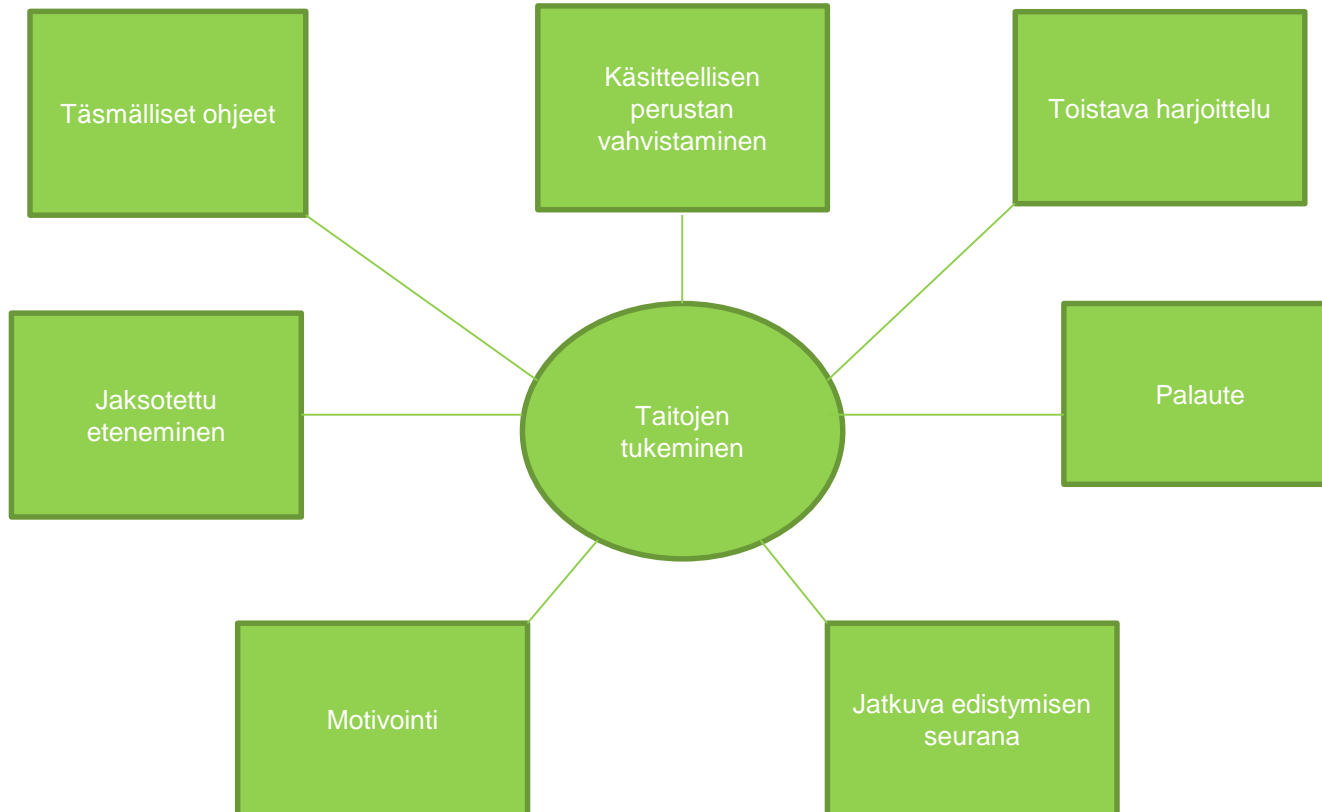 Täsmälliset ohjeet
Käsitteellisen
perustan
vahvistaminen
Toistava harjoittelu
Jaksotettu
eteneminen
Taitojen
tukeminen
Palaute
Motivointi
Jatkuva edistymisen
seurana